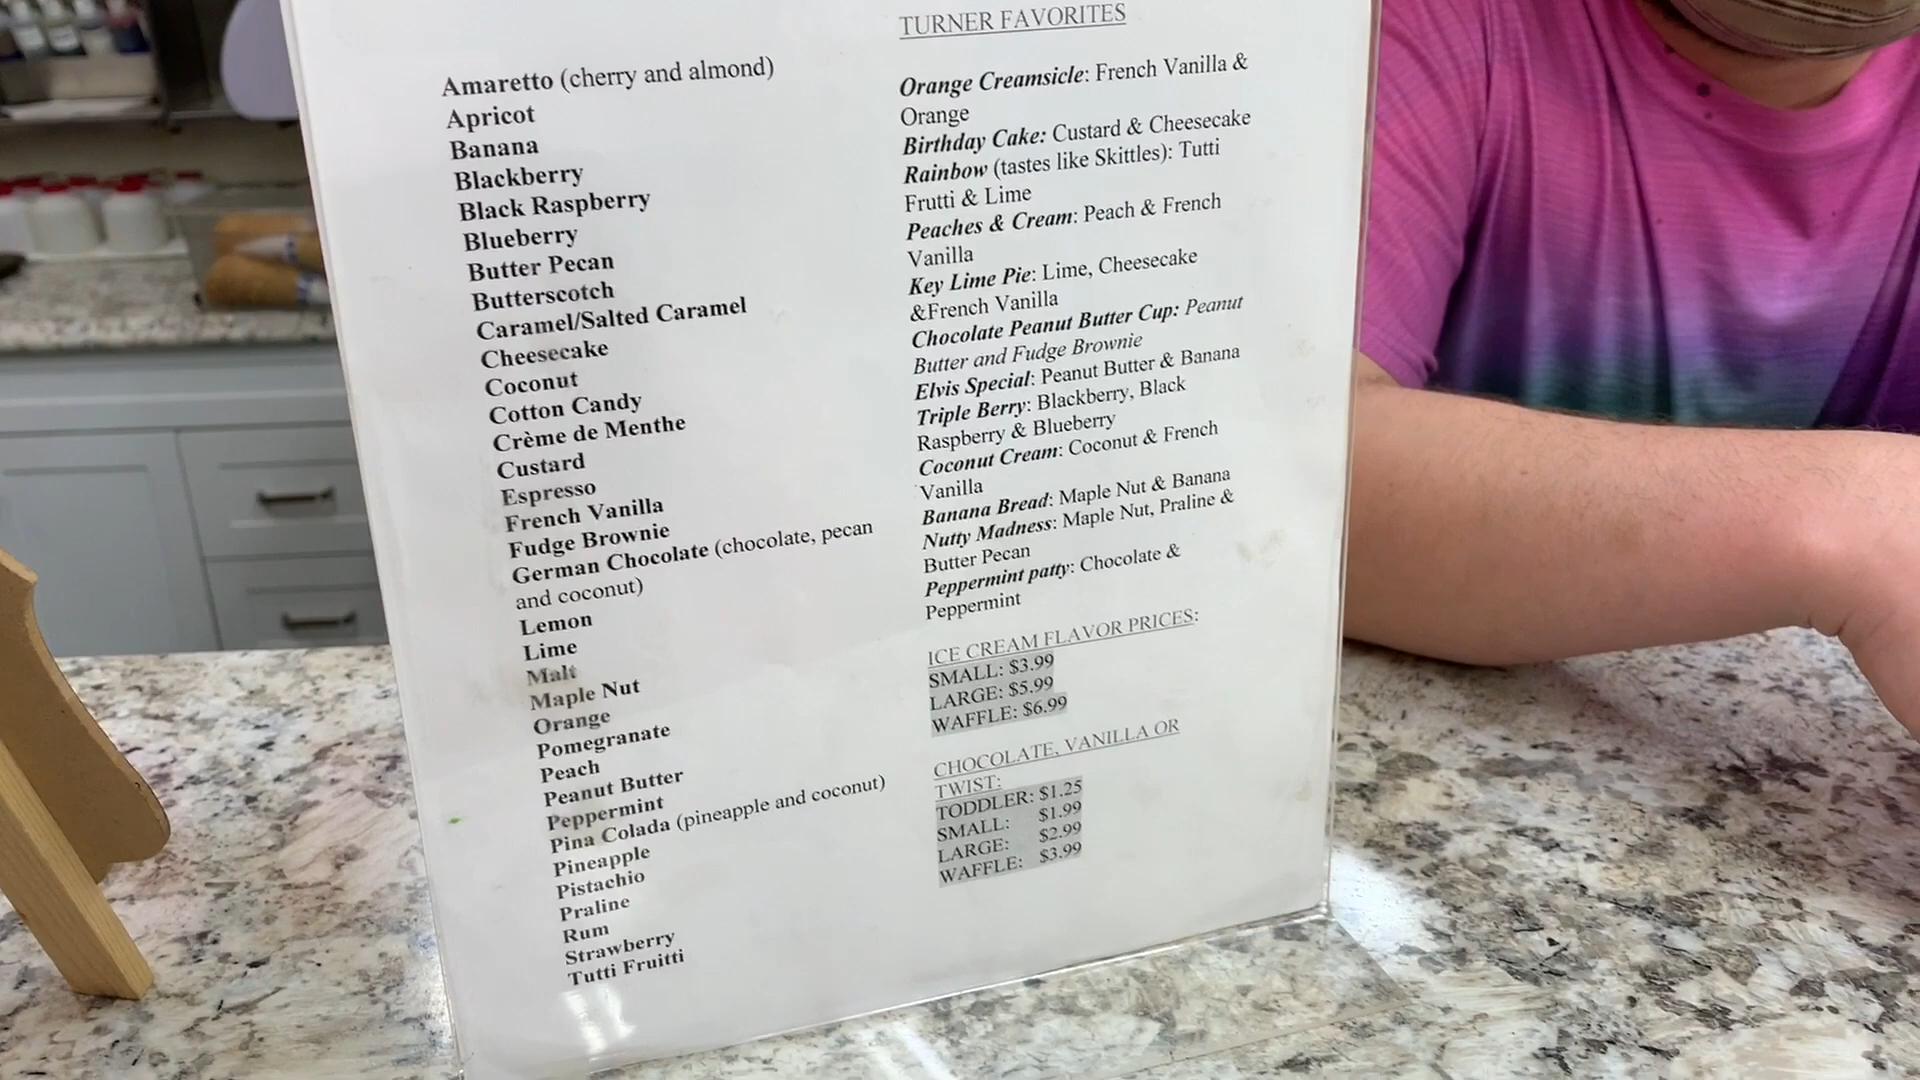 Amaretto (cherry and almond)
Apricot
Banana
Blackberry
Black Raspberry
Blueberry
Butter Pecan
Butterscotch
Caramel/Salted Caramel
Cheesecake
Coconut
Cotton Candy
Crème de Menthe
Custard
Espresso
French Vanilla
Fudge Brownie
German Chocolate (chocolate, pecan
and coconut)
Lemon
Lime
Malt
Maple Nut
Orange
Pomegranate
Peach
Peanut Butter
Peppermint
Pina Colada (pineapple and coconut)
Pineapple
Pistachio
Praline
Rum
Strawberry
Tutti Fruitti
TURNER FAVORITES
Orange Creamsicle: French Vanilla &
Orange
Birthday Cake: Custard & Cheesecake
Rainbow (tastes like Skittles): Tutti
Frutti & Lime
Peaches & Cream: Peach & French
Vanilla
Key Lime Pie: Lime, Cheesecake
&French Vanilla
Chocolate Peanut Butter Cup: Peanut
Butter and Fudge Brownie
Elvis Special: Peanut Butter & Banana
Triple Berry: Blackberry, Black
Raspberry & Blueberry
Coconut Cream: Coconut & French
Vanilla
Banana Bread: Maple Nut & Banana
Nutty Madness: Maple Nut, Praline &
Butter Pecan
Peppermint patty: Chocolate &
Peppermint
ICE CREAM FLAVOR PRICES:
SMALL: $3.99
LARGE: $5.99
WAFFLE: $6.99
CHOCOLATE, VANILLA OR
TWIST:
TODDLER: $1.25
SMALL: $1.99
LARGE: $2.99
WAFFLE: $3.99